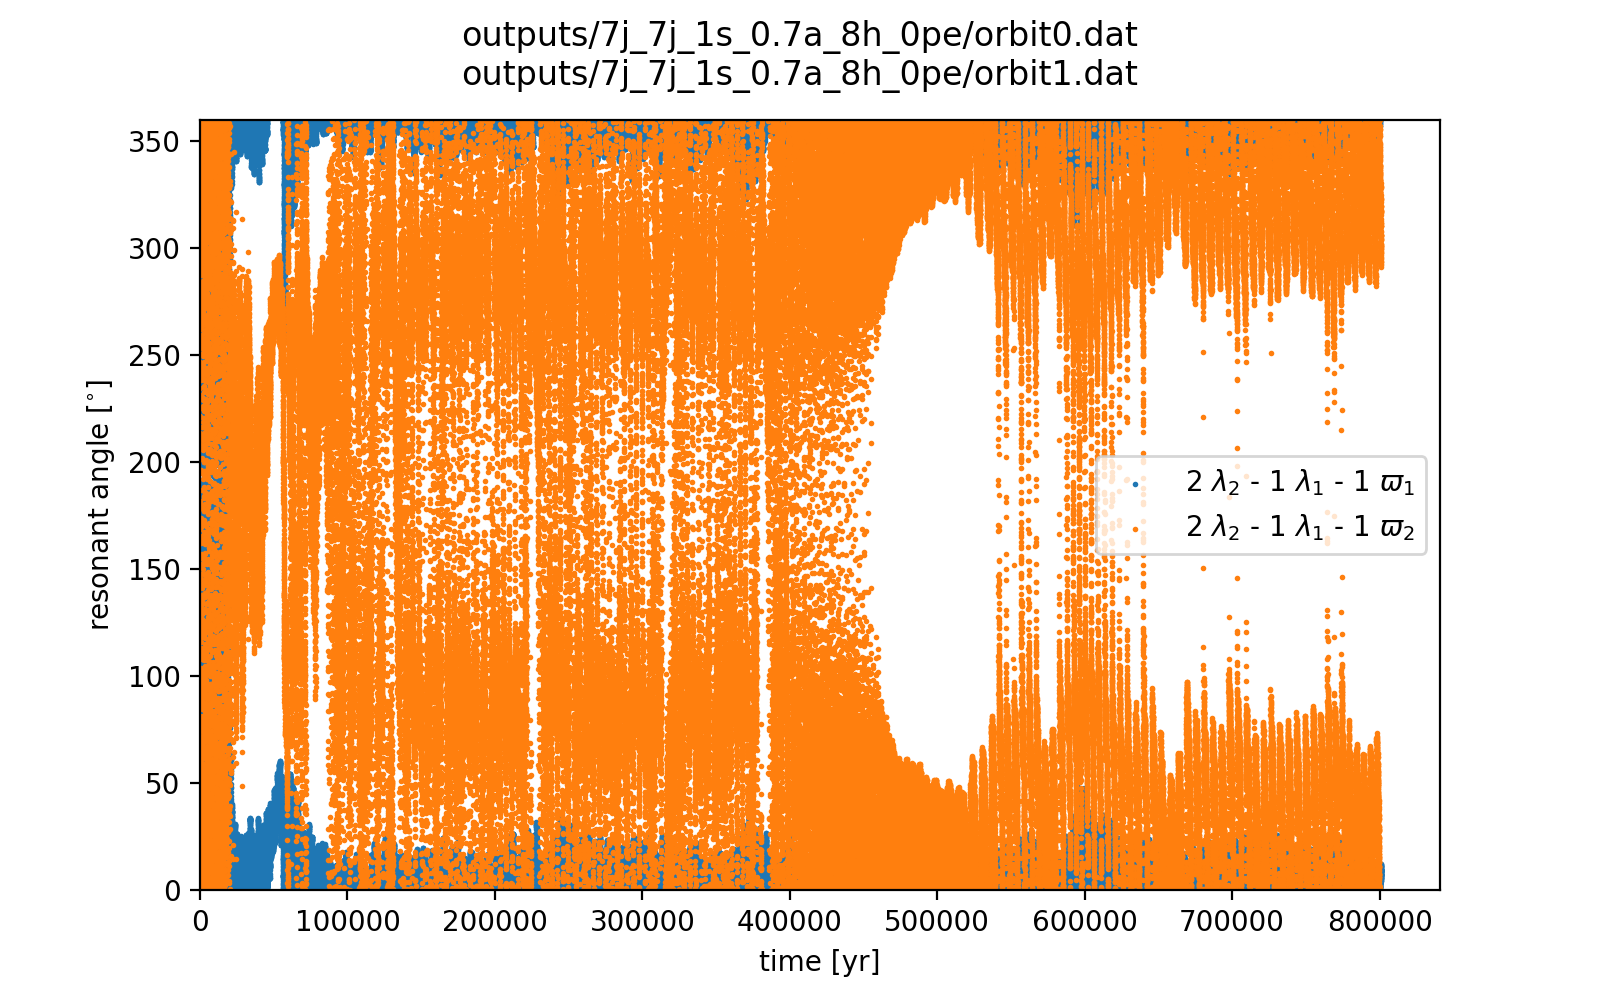 outputs/7j_7j_1s_0.7a_8h_0pe/orbit0.dat
outputs/7j_7j_1s_0.7a_8h_0pe/orbit1.dat
350
300
250
200
150
100
50
0
resonant angle [°]
2 λ₂ - 1 λ₁ - 1 ϖ₁
2 λ₂ - 1 λ₁ - 1 ϖ₂
0 100000 200000 300000 400000 500000 600000 700000 800000
time [yr]